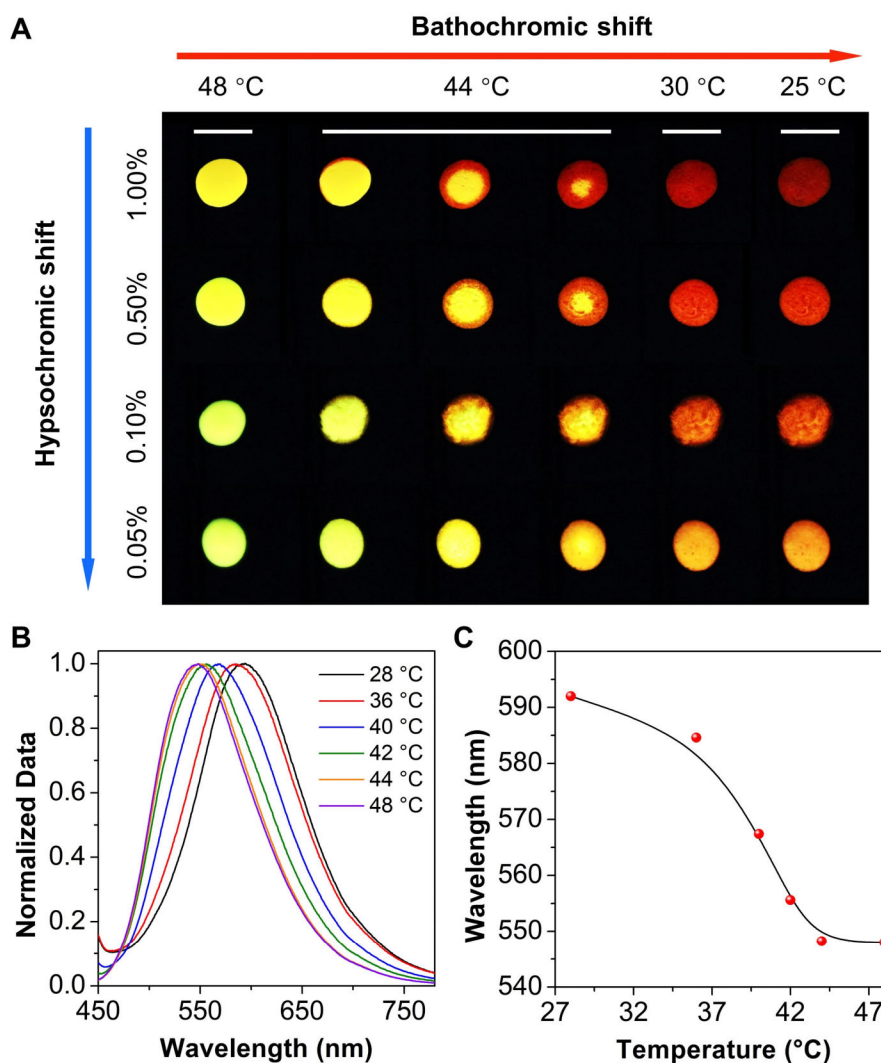 A
Bathochromic shift
48 °C 44 °C 30 °C 25 °C
Hypsochromic shift
1.00%
0.50%
0.10%
0.05%
B
Normalized Data
1.0
0.8
0.6
0.4
0.2
0.0
28 °C
36 °C
40 °C
42 °C
44 °C
48 °C
450 550 650 750
Wavelength (nm)
C
Wavelength (nm)
600
590
580
570
560
550
540
27 32 37 42 47
Temperature (°C)